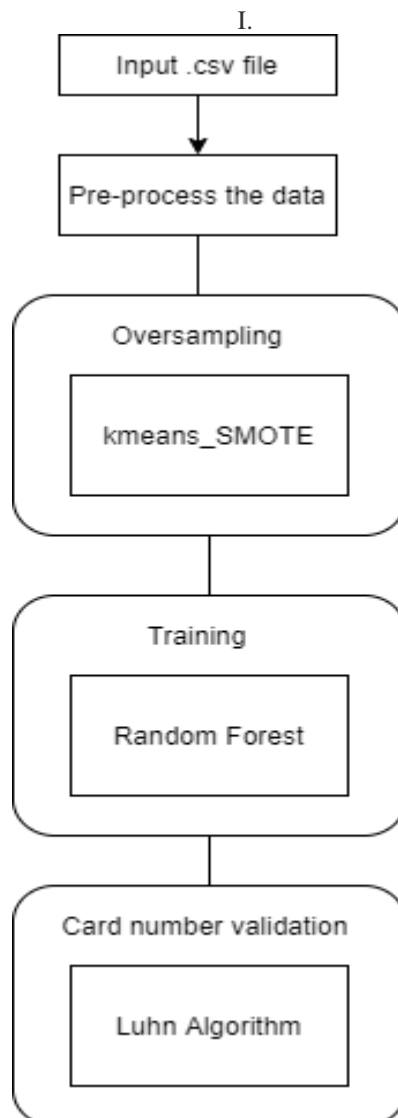 I.
Input .csv file
Pre-process the data
Oversampling
kmeans_SMOTE
Training
Random Forest
Card number validation
Luhn Algorithm